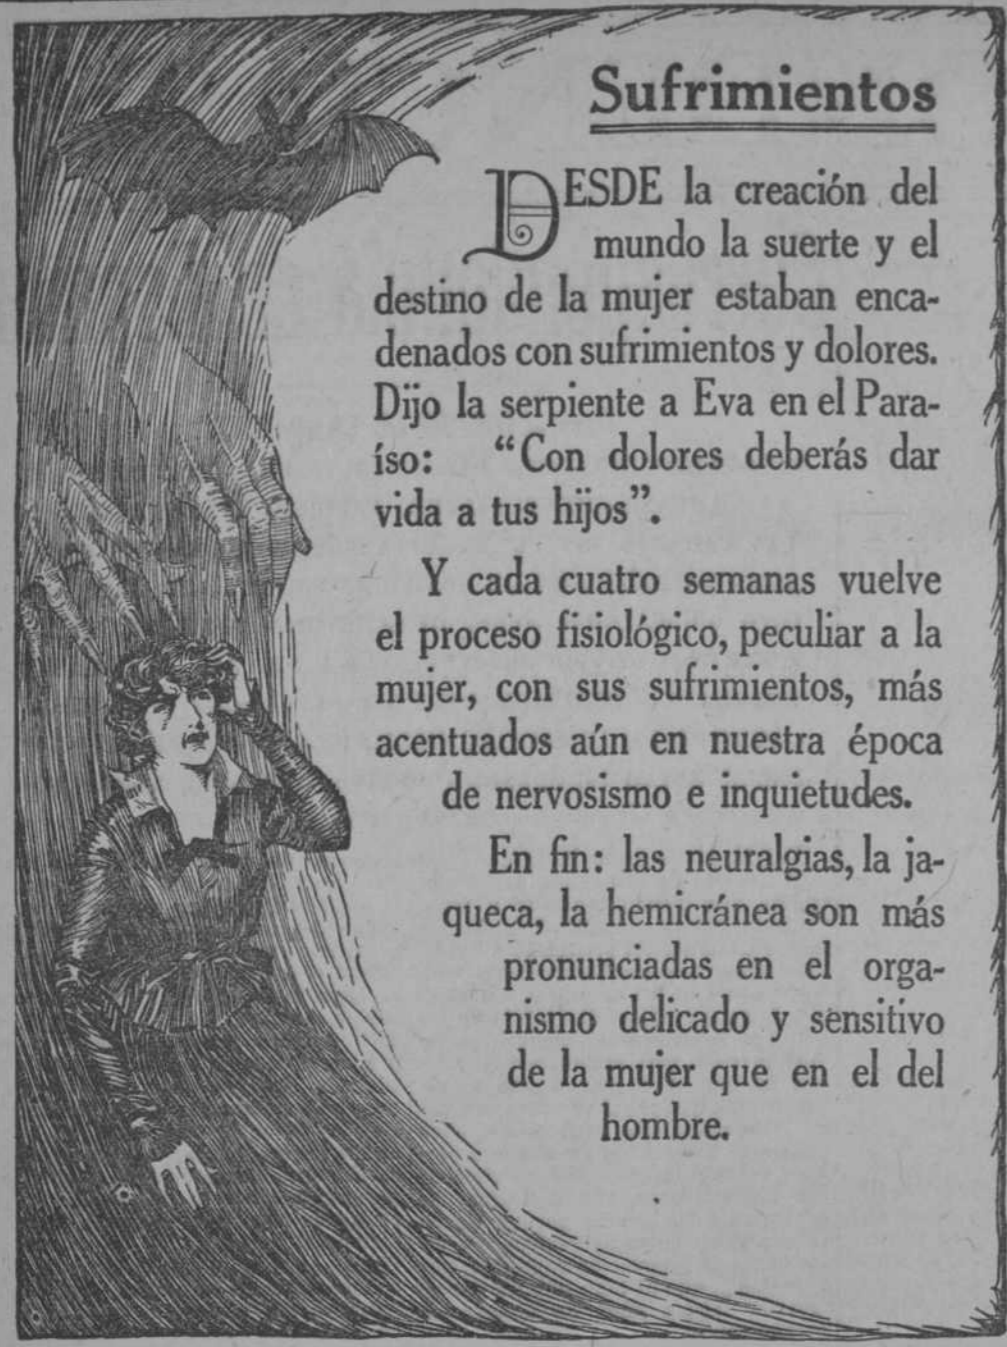 Sufrimientos
DESDE la creación del
mundo la suerte y el
destino de la mujer estaban enca-
denados con sufrimientos y dolores.
Dijo la serpiente a Eva en el Para-
íso: "Con dolores deberás dar
vida a tus hijos".
Y cada cuatro semanas vuelve
el proceso fisiológico, peculiar a la
mujer, con sus sufrimientos, más
acentuados aún en nuestra época
de nervosismo e inquietudes.
En fin: las neuralgias, la ja-
queca, la hemicránea son más
pronunciadas en el orga-
nismo delicado y sensitivo
de la mujer que en el del
hombre.